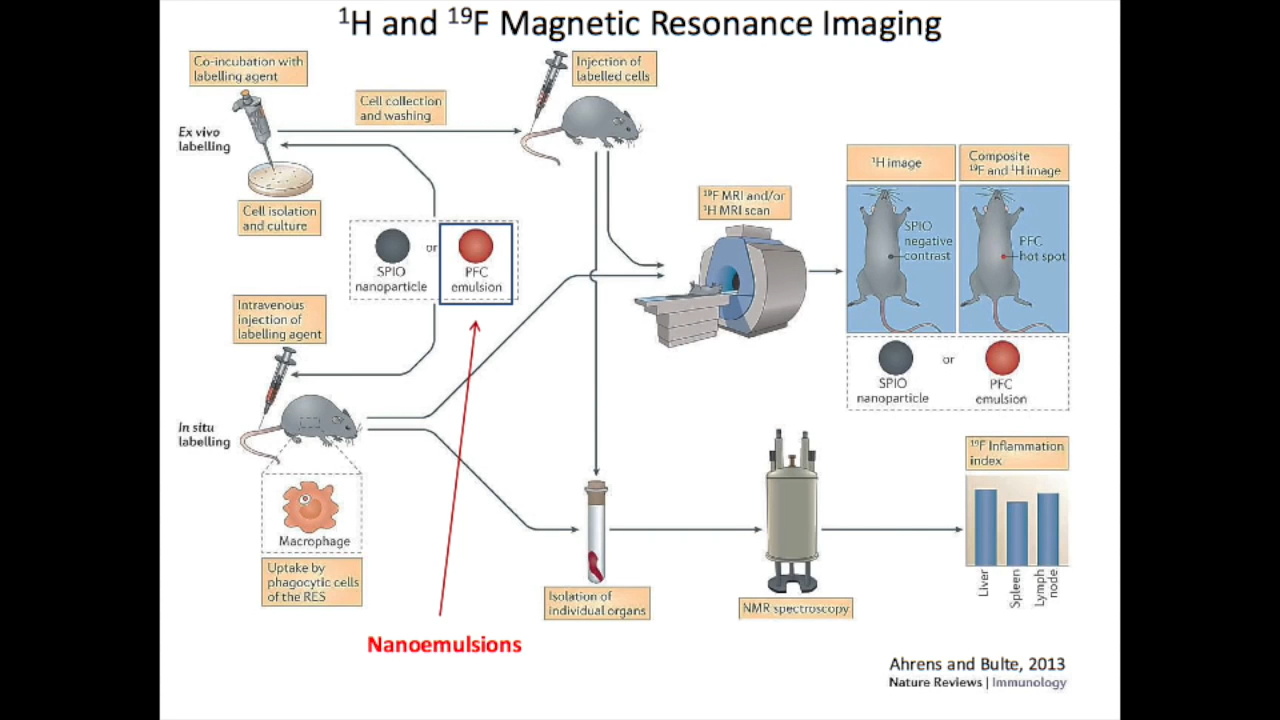 ¹H and ¹⁹F Magnetic Resonance Imaging
Co-incubation with
labelling agent
Cell collection
and washing
Injection of
labelled cells
Ex vivo
labelling
Cell isolation
and culture
SPIO
nanoparticle
or
PFC
emulsion
¹⁹F MRI and/or
¹H MRI scan
¹H image
Composite
¹⁹F and ¹H image
SPIO
negative
contrast
PFC
hot spot
SPIO
nanoparticle
or
PFC
emulsion
Intravenous
injection of
labelling agent
In situ
labelling
Macrophage
Uptake by
phagocytic cells
of the RES
Isolation of
individual organs
NMR spectroscopy
¹⁹F Inflammation
index
Liver
Spleen
Lymph
node
Nanoemulsions
Ahrens and Bulte, 2013
Nature Reviews | Immunology